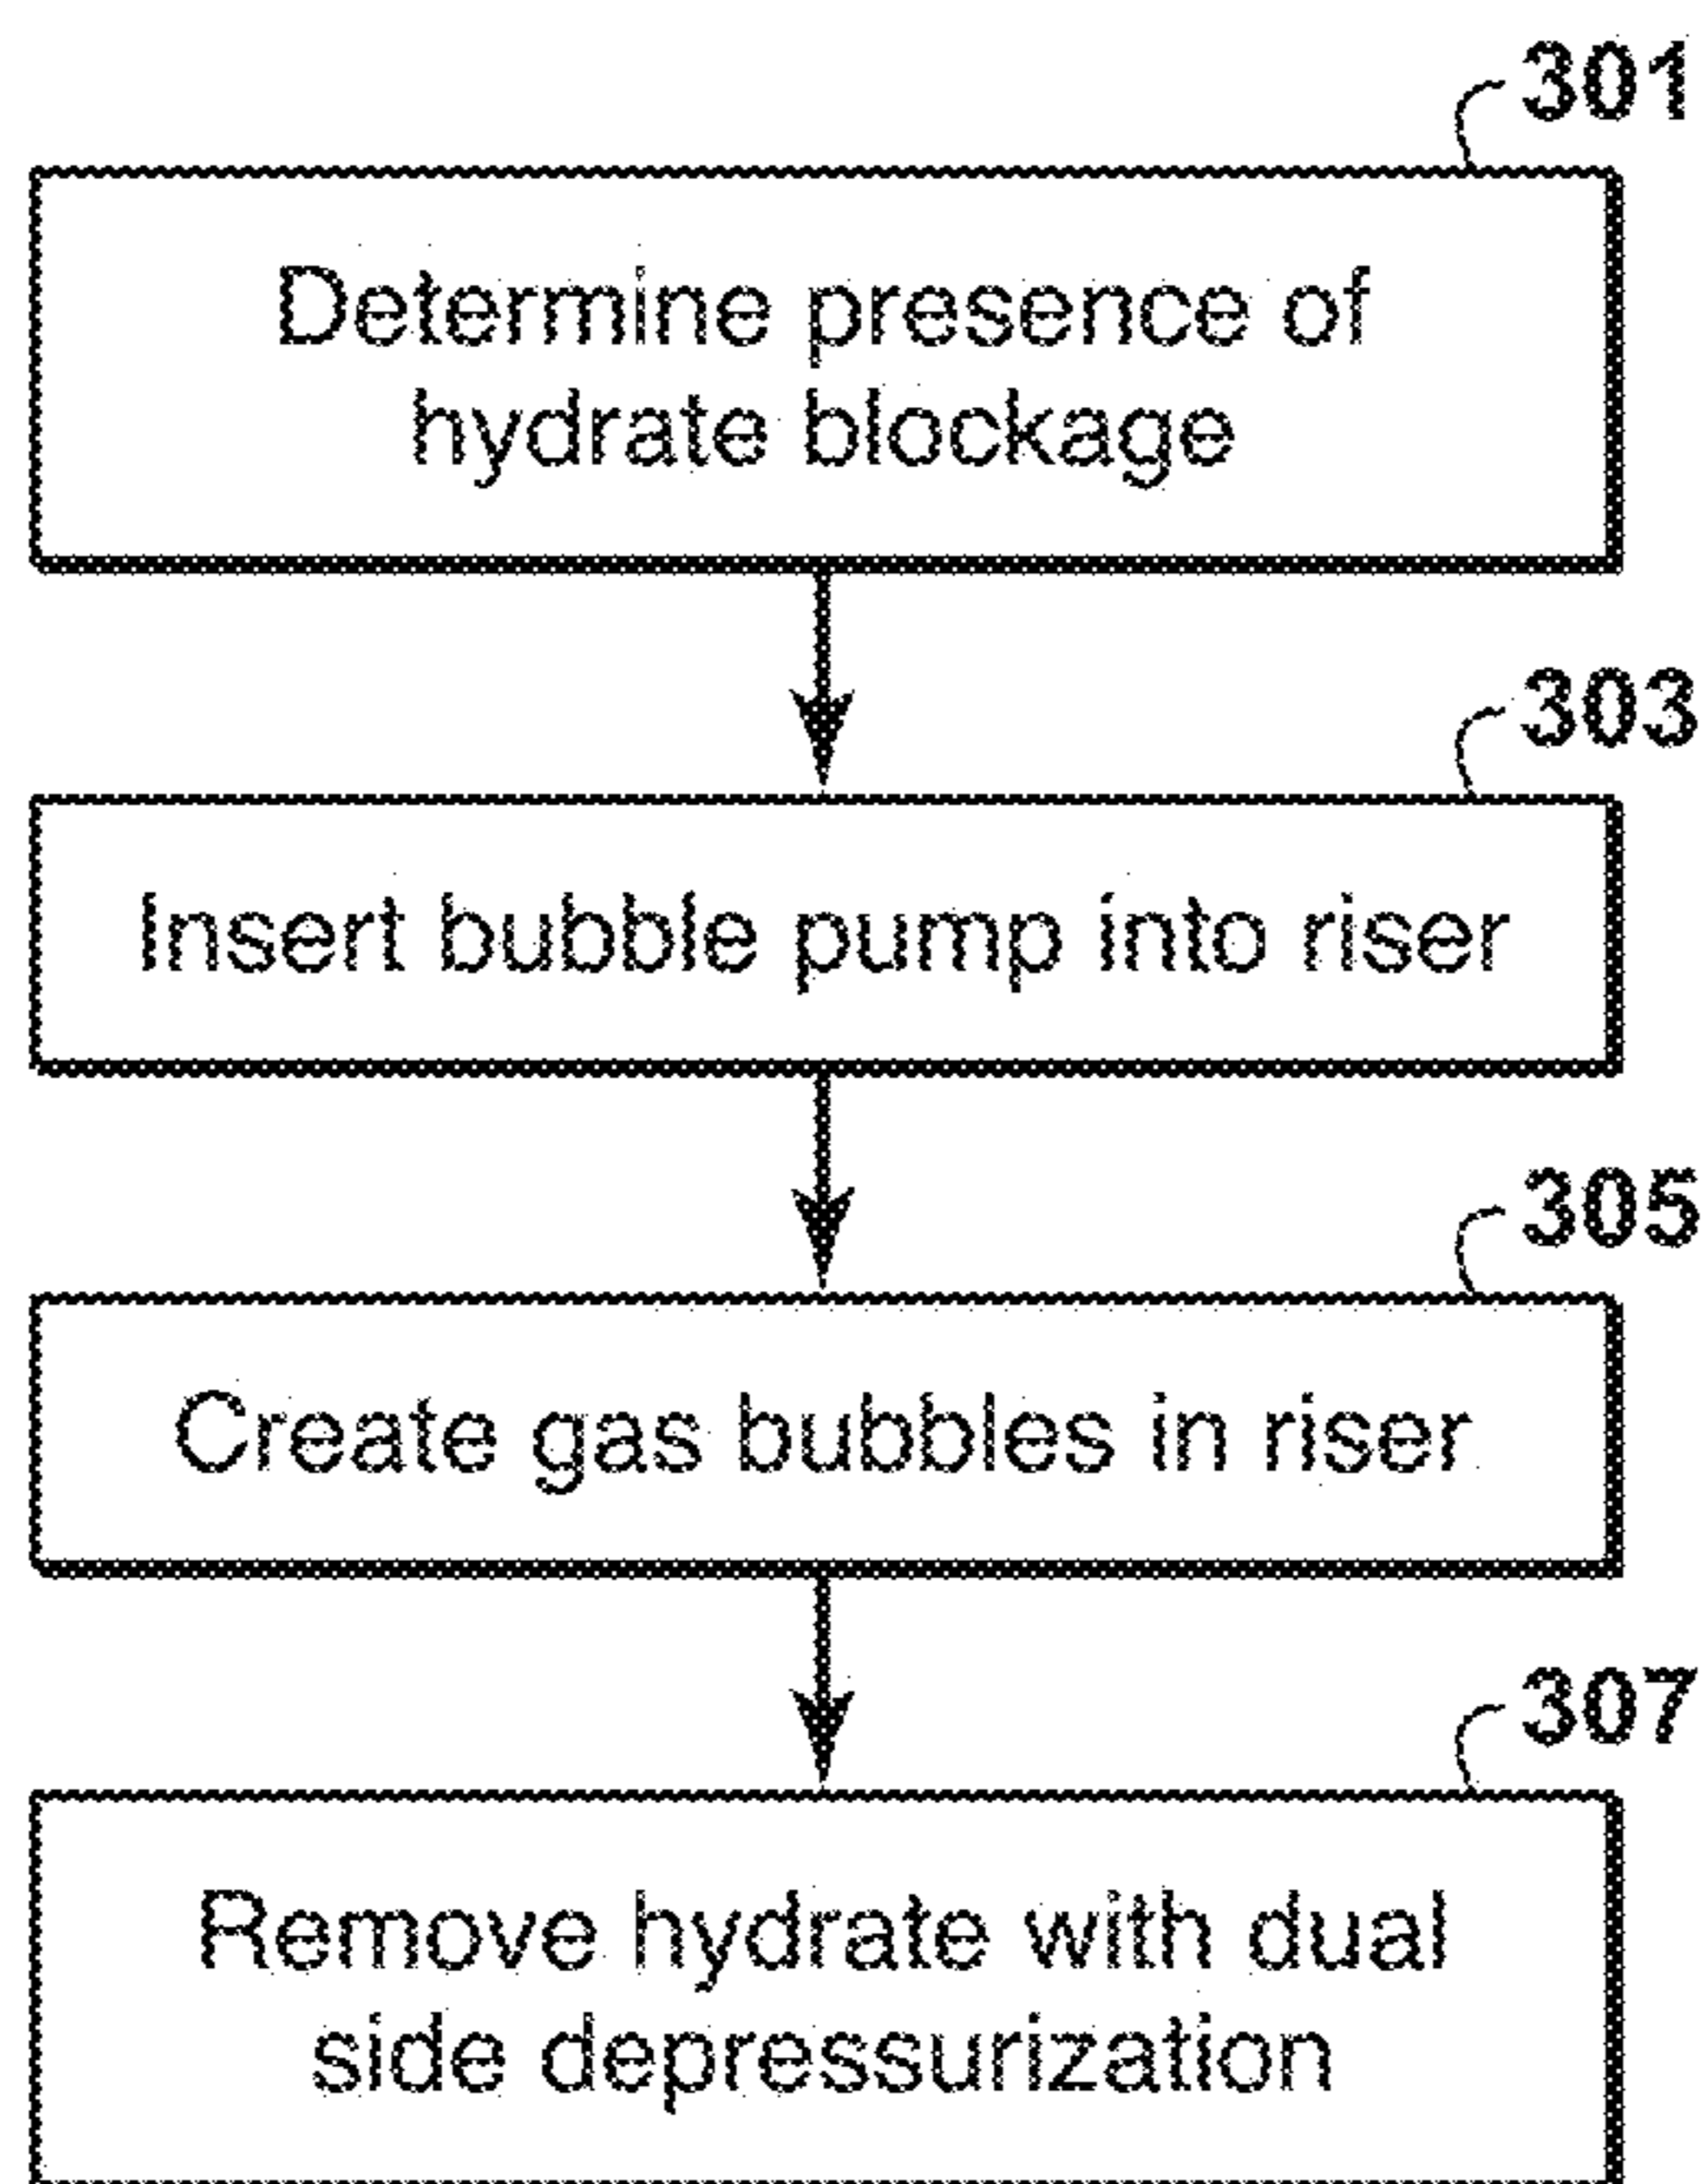 301
Determine presence of
hydrate blockage
303
Insert bubble pump into riser
305
Create gas bubbles in riser
307
Remove hydrate with dual
side depressurization